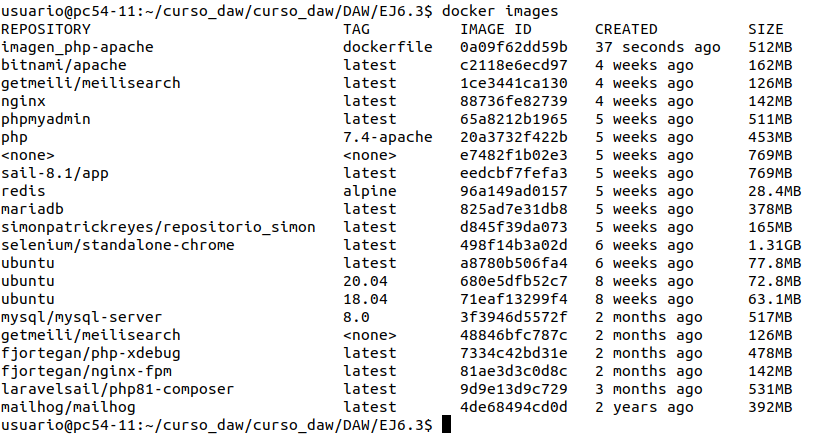 usuario@pc54-11:~/curso_daw/curso_daw/DAW/EJ6.3$ docker images
REPOSITORY TAG IMAGE ID CREATED SIZE
imagen_php-apache dockerfile 0a09f62dd59b 37 seconds ago 512MB
bitnami/apache latest c2118e6ecd97 4 weeks ago 162MB
getmeili/meilisearch latest 1ce3441ca130 4 weeks ago 126MB
nginx latest 88736fe82739 4 weeks ago 142MB
phpmyadmin latest 65a8212b1965 5 weeks ago 511MB
php 7.4-apache 20a3732f422b 5 weeks ago 453MB
<none> <none> e7482f1b02e3 5 weeks ago 769MB
sail-8.1/app latest eedcbf7fefa3 5 weeks ago 769MB
redis alpine 96a149ad0157 5 weeks ago 28.4MB
mariadb latest 825ad7e31db8 5 weeks ago 378MB
simonpatrickreyes/repositorio_simon latest d845f39da073 5 weeks ago 165MB
selenium/standalone-chrome latest 498f14b3a02d 6 weeks ago 1.31GB
ubuntu latest a8780b506fa4 6 weeks ago 77.8MB
ubuntu 20.04 680e5dfb52c7 8 weeks ago 72.8MB
ubuntu 18.04 71eaf13299f4 8 weeks ago 63.1MB
mysql/mysql-server 8.0 3f3946d5572f 2 months ago 517MB
getmeili/meilisearch <none> 48846bfc787c 2 months ago 126MB
fjortegan/php-xdebug latest 7334c42bd31e 2 months ago 478MB
fjortegan/nginx-fpm latest 81ae3d3c0d8c 2 months ago 142MB
laravelsail/php81-composer latest 9d9e13d9c729 3 months ago 531MB
mailhog/mailhog latest 4de68494cd0d 2 years ago 392MB
usuario@pc54-11:~/curso_daw/curso_daw/DAW/EJ6.3$